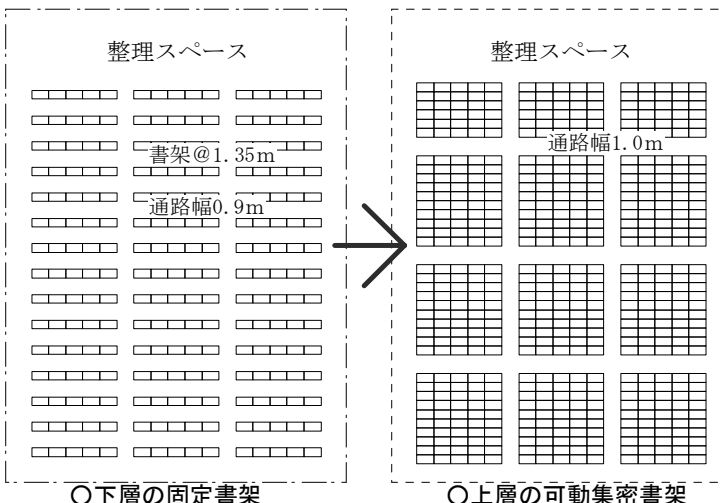 整理スペース
書架@1.35m
通路幅0.9m
○下層の固定書架
整理スペース
通路幅1.0m
○上層の可動集密書架